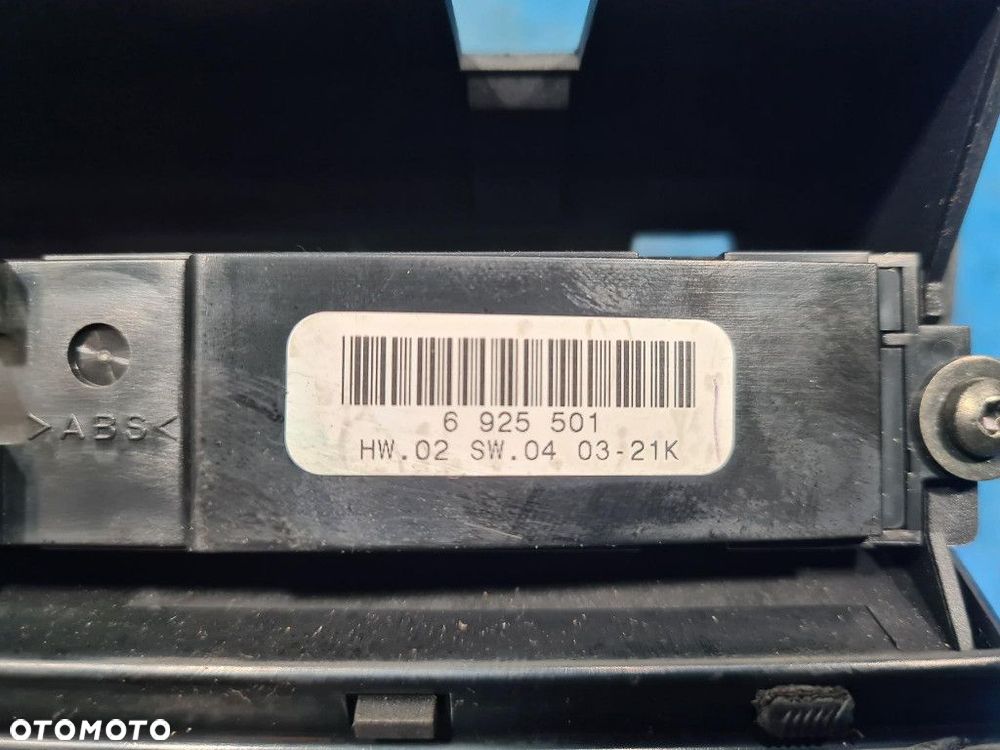 >ABS<
6 925 501
HW.02 SW.04 03-21K
OTOMOTO